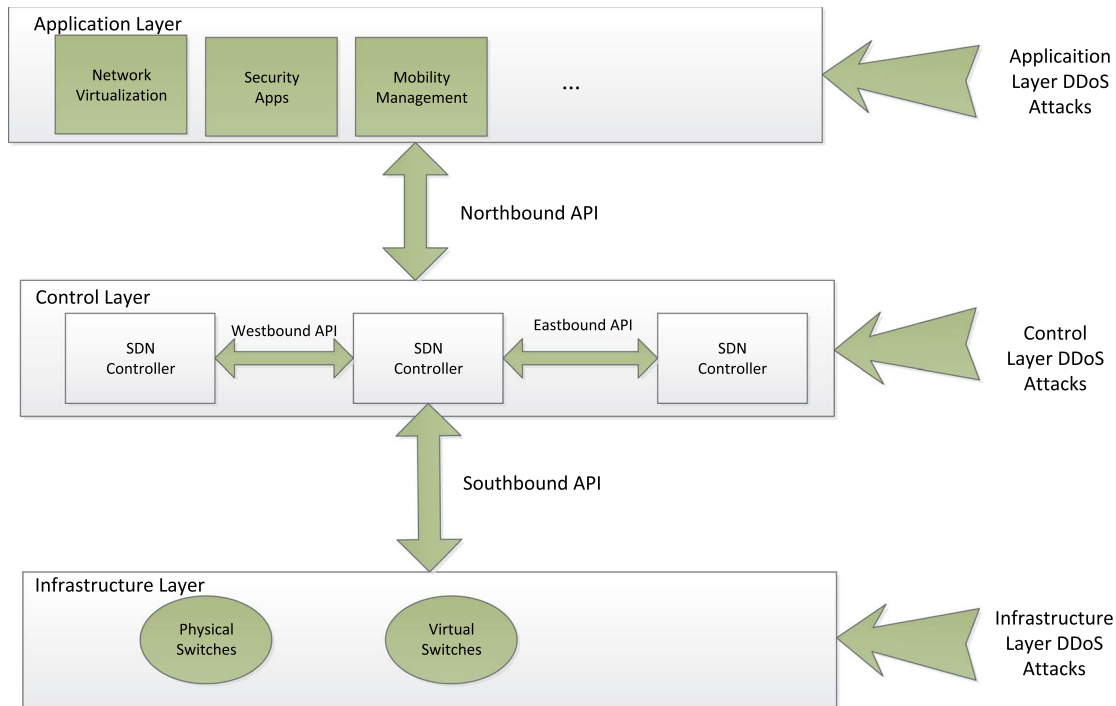 Application Layer
Network
Virtualization
Security
Apps
Mobility
Management
...
Applicaition
Layer DDoS
Attacks
Northbound API
Control Layer
SDN
Controller
Westbound API
SDN
Controller
Eastbound API
SDN
Controller
Control
Layer DDoS
Attacks
Southbound API
Infrastructure Layer
Physical
Switches
Virtual
Switches
Infrastructure
Layer DDoS
Attacks